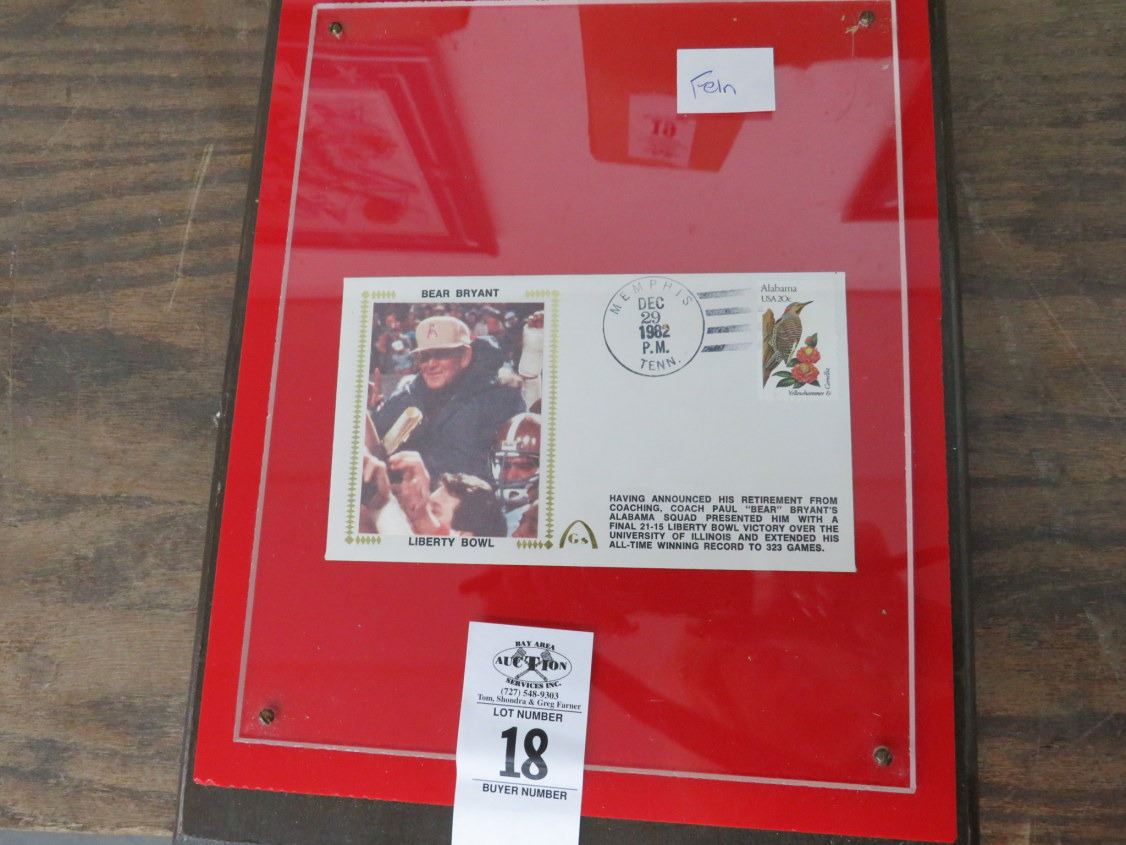 Fein
BEAR BRYANT
A
LIBERTY BOWL
MEMPHIS
DEC
29
1982
P.M.
TENN.
Alabama
USA 20c
Yellowhammer & Camellia
HAVING ANNOUNCED HIS RETIREMENT FROM
COACHING, COACH PAUL "BEAR" BRYANT'S
ALABAMA SQUAD PRESENTED HIM WITH A
FINAL 21-15 LIBERTY BOWL VICTORY OVER THE
UNIVERSITY OF ILLINOIS AND EXTENDED HIS
ALL-TIME WINNING RECORD TO 323 GAMES.
BAY AREA
AUCTION
SERVICES INC.
(727) 548-9303
Tom, Shondra & Greg Farner
LOT NUMBER
18
BUYER NUMBER